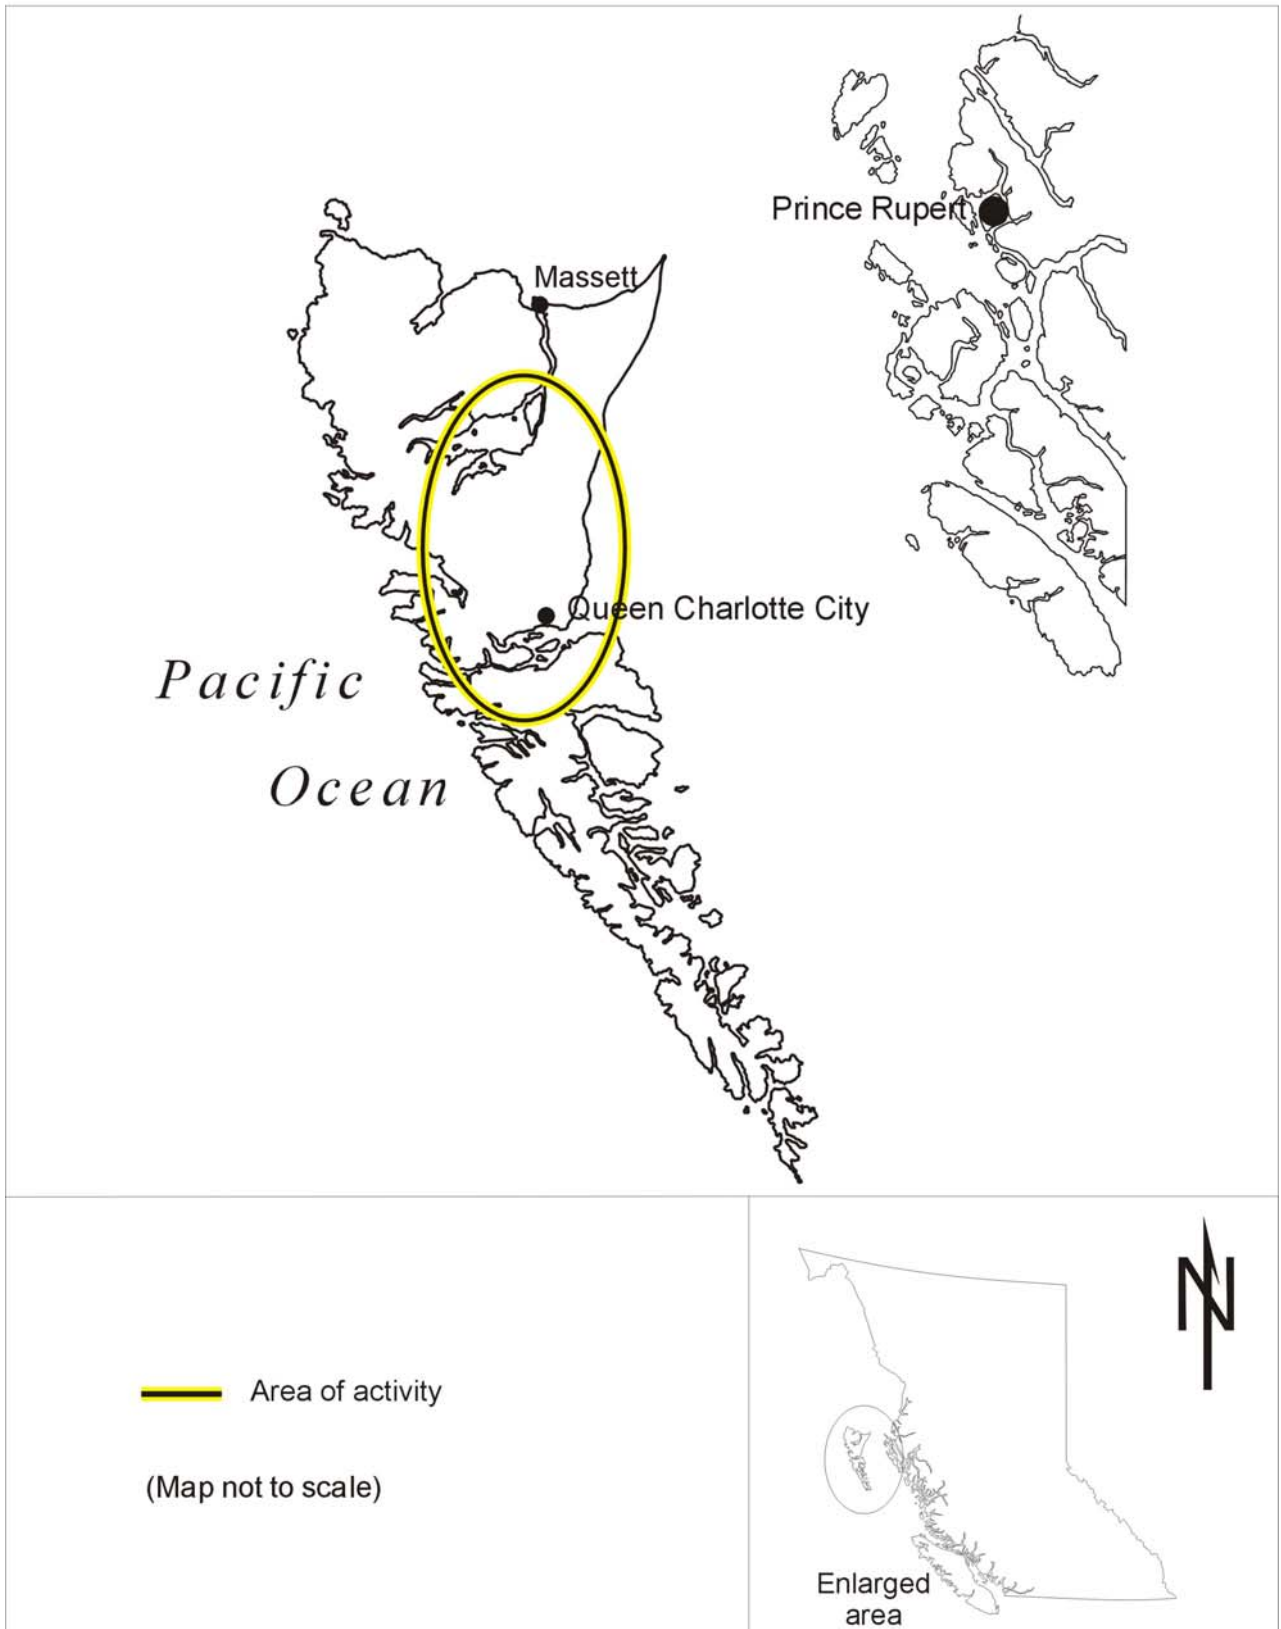 Prince Rupert
Massett
Queen Charlotte City
Pacific
Ocean
Area of activity
(Map not to scale)
N
Enlarged
area